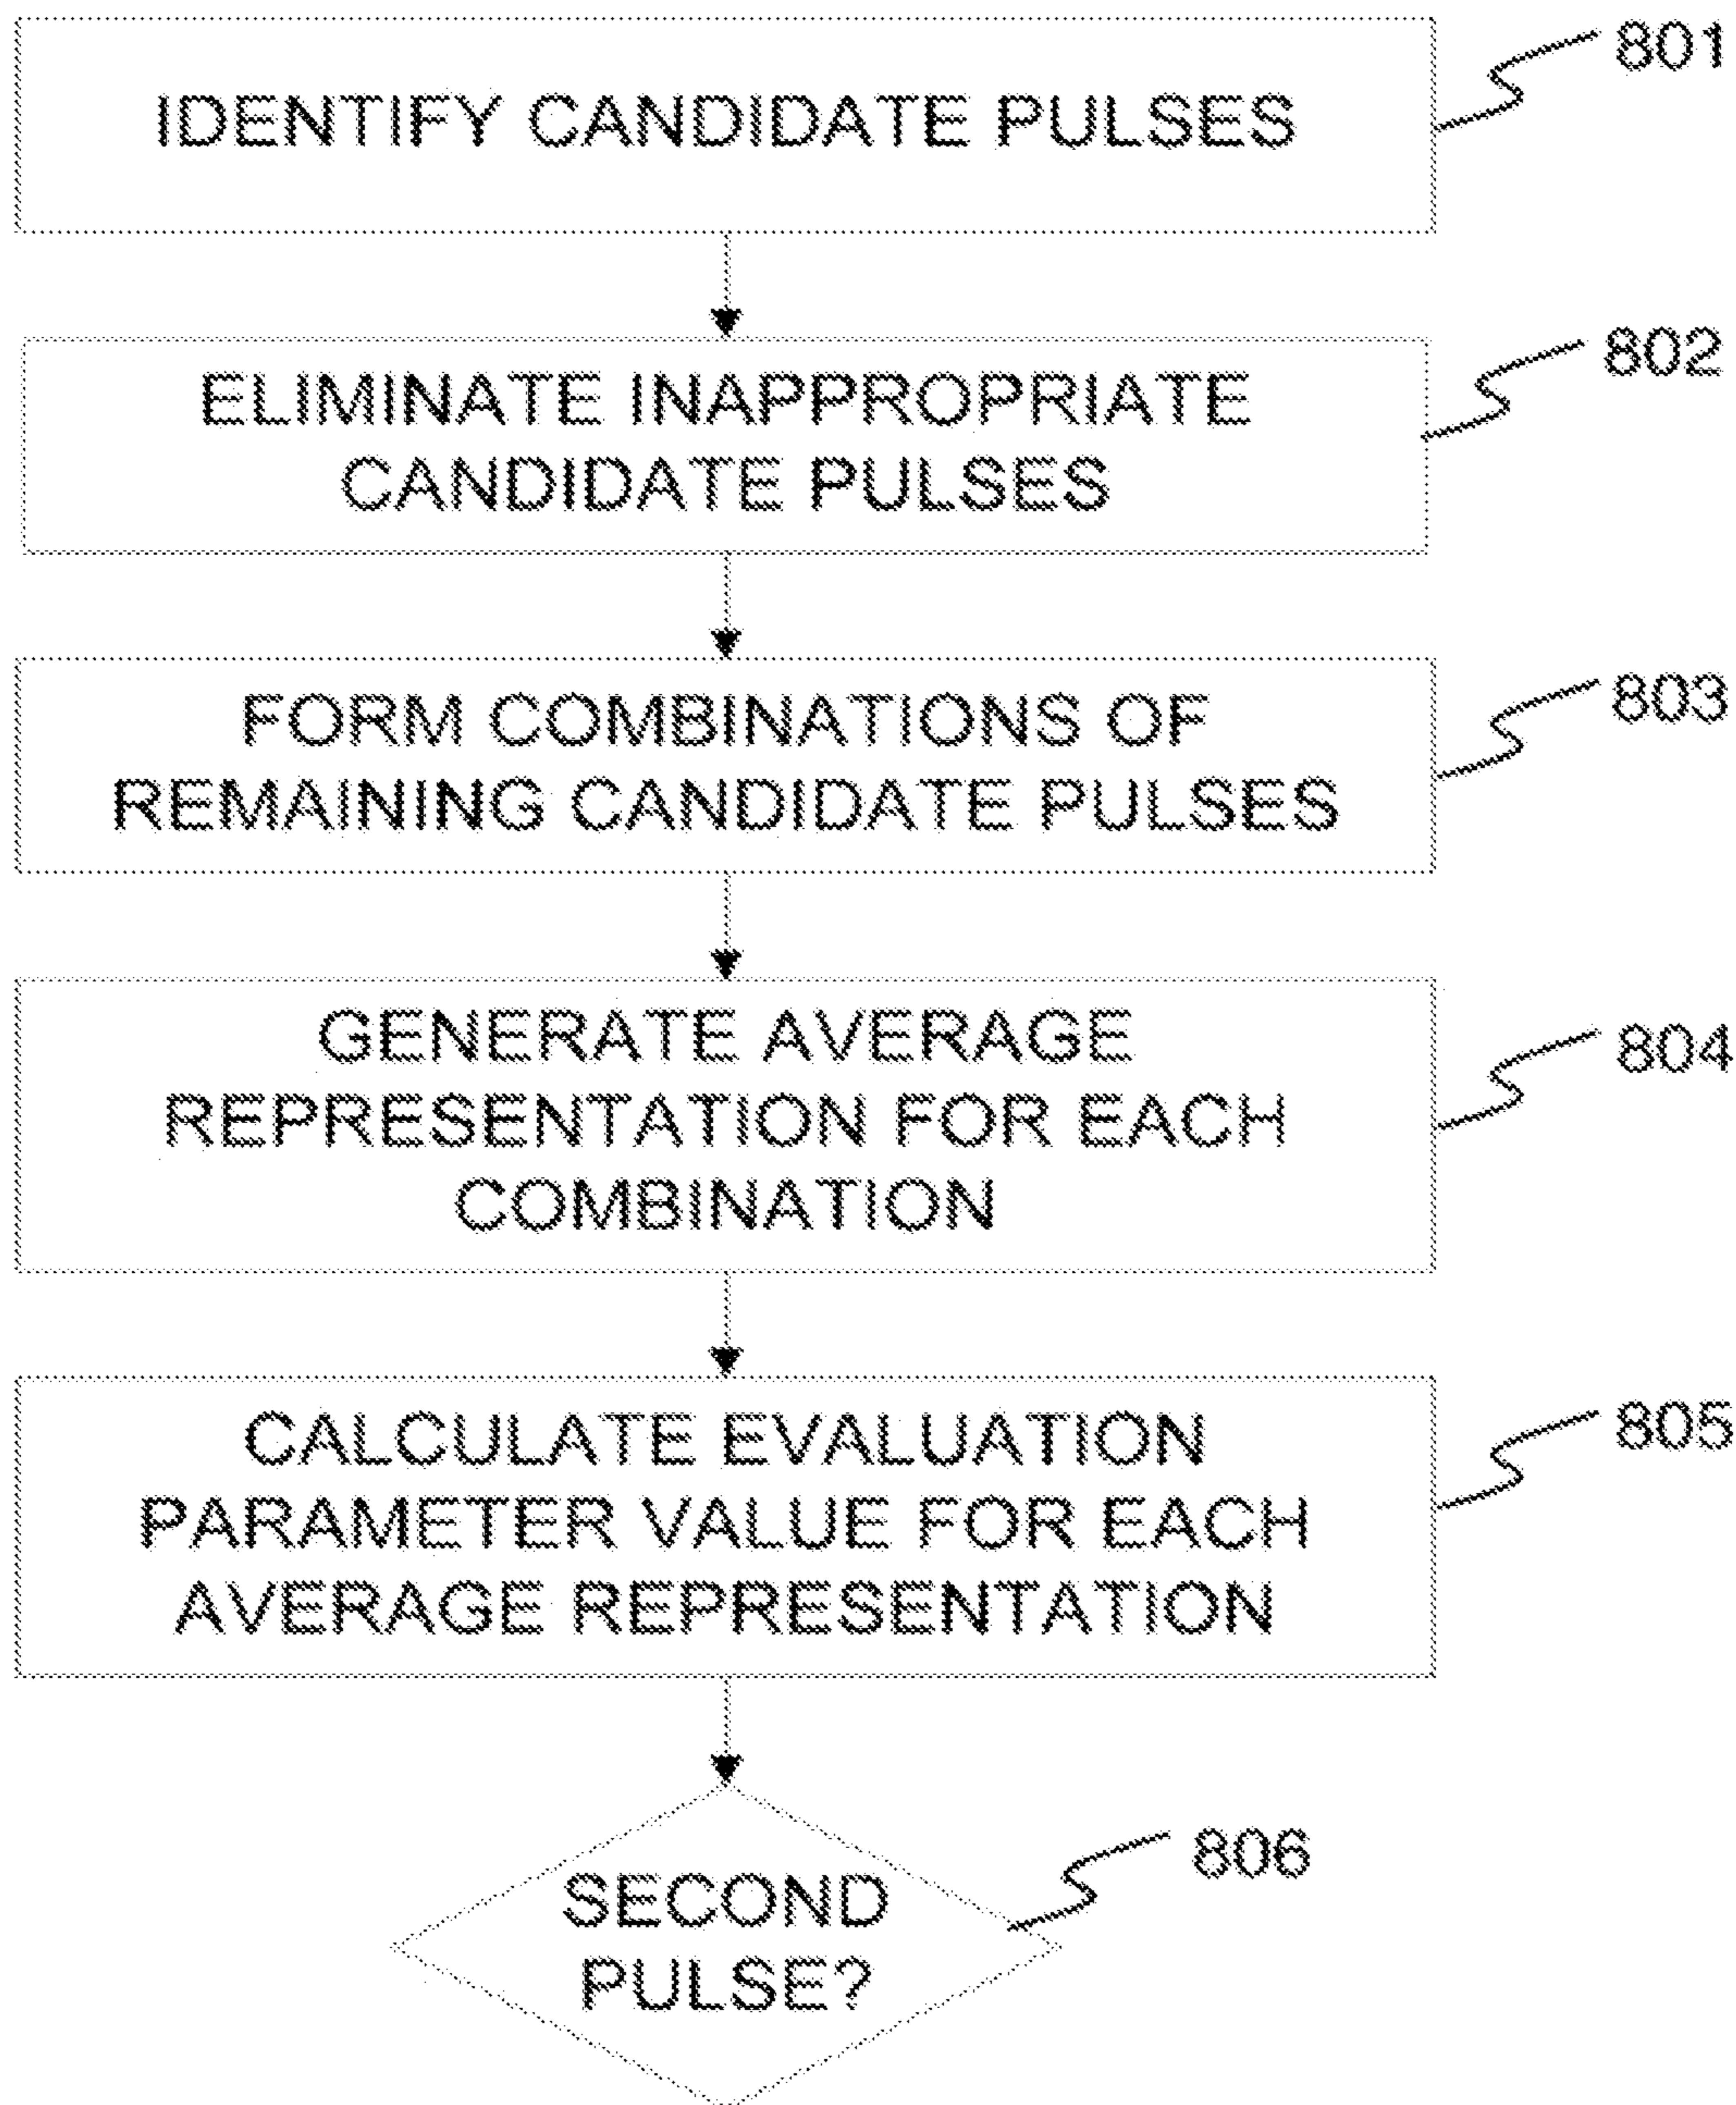 IDENTIFY CANDIDATE PULSES
801
ELIMINATE INAPPROPRIATE
CANDIDATE PULSES
802
FORM COMBINATIONS OF
REMAINING CANDIDATE PULSES
803
GENERATE AVERAGE
REPRESENTATION FOR EACH
COMBINATION
804
CALCULATE EVALUATION
PARAMETER VALUE FOR EACH
AVERAGE REPRESENTATION
805
SECOND
PULSE?
806